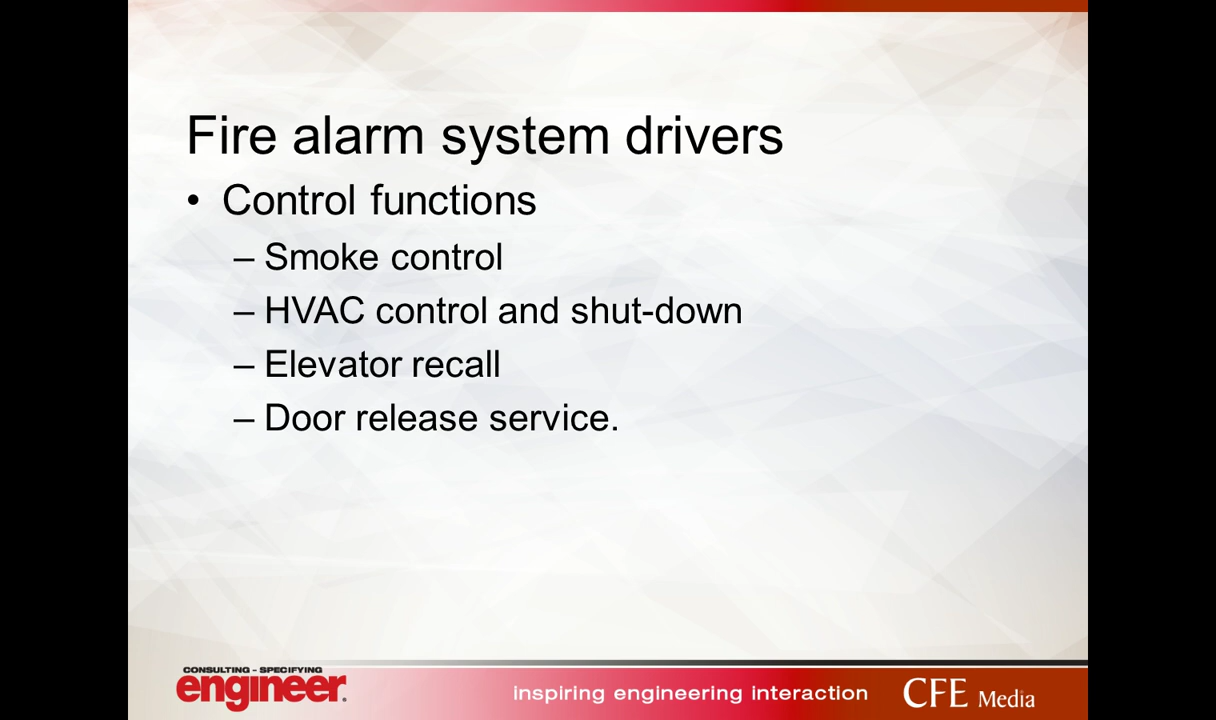 Fire alarm system drivers
• Control functions
– Smoke control
– HVAC control and shut-down
– Elevator recall
– Door release service.
CONSULTING - SPECIFYING
engineer®
inspiring engineering interaction
CFE Media